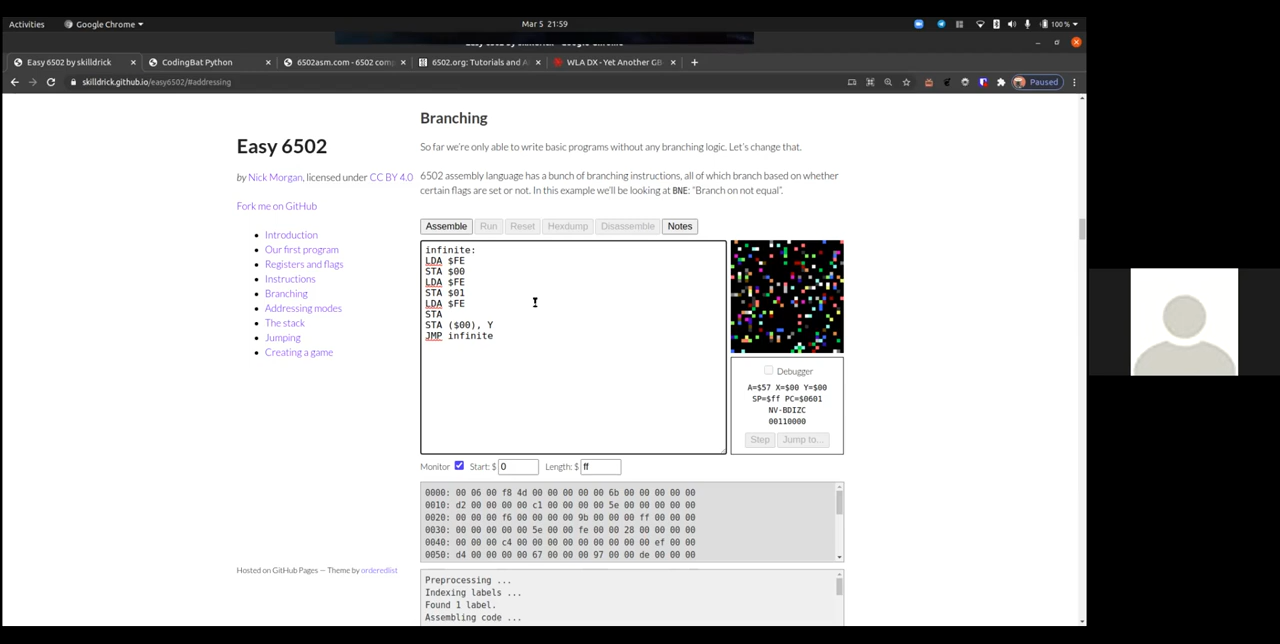 Activities
Google Chrome
Mar 5 21:59
100 %
Easy 6502 by skilldrick
CodingBat Python
6502asm.com - 6502 comp
6502.org: Tutorials and A
WLA DX - Yet Another GB
skilldrick.github.io/easy6502/#addressing
Paused
Easy 6502
by Nick Morgan, licensed under CC BY 4.0
Fork me on GitHub
Introduction
Our first program
Registers and flags
Instructions
Branching
Addressing modes
The stack
Jumping
Creating a game
Hosted on GitHub Pages — Theme by orderedlist
Branching
So far we're only able to write basic programs without any branching logic. Let's change that.
6502 assembly language has a bunch of branching instructions, all of which branch based on whether
certain flags are set or not. In this example we'll be looking at BNE: "Branch on not equal".
Assemble Run Reset Hexdump Disassemble Notes
infinite:
LDA $FE
STA $00
LDA $FE
STA $01
LDA $FE
STA
STA ($00), Y
JMP infinite
Debugger
A=$57 X=$00 Y=$00
SP=$ff PC=$0601
NV-BDIZC
00110000
Step Jump to...
Monitor Start: $ 0 Length: $ ff
0000: 00 06 00 f8 4d 00 00 00 00 00 6b 00 00 00 00 00
0010: d2 00 00 00 00 c1 00 00 00 00 5e 00 00 00 00 00
0020: 00 00 f6 00 00 00 00 00 9b 00 00 00 ff 00 00 00
0030: 00 00 00 00 5e 00 fe 00 00 28 00 00 00 00 00 00
0040: 00 00 c4 00 00 00 00 00 00 00 00 00 ef 00 00 00
0050: d4 00 00 00 00 67 00 00 00 97 00 00 de 00 00 00
Preprocessing ...
Indexing labels ...
Found 1 label.
Assembling code ...